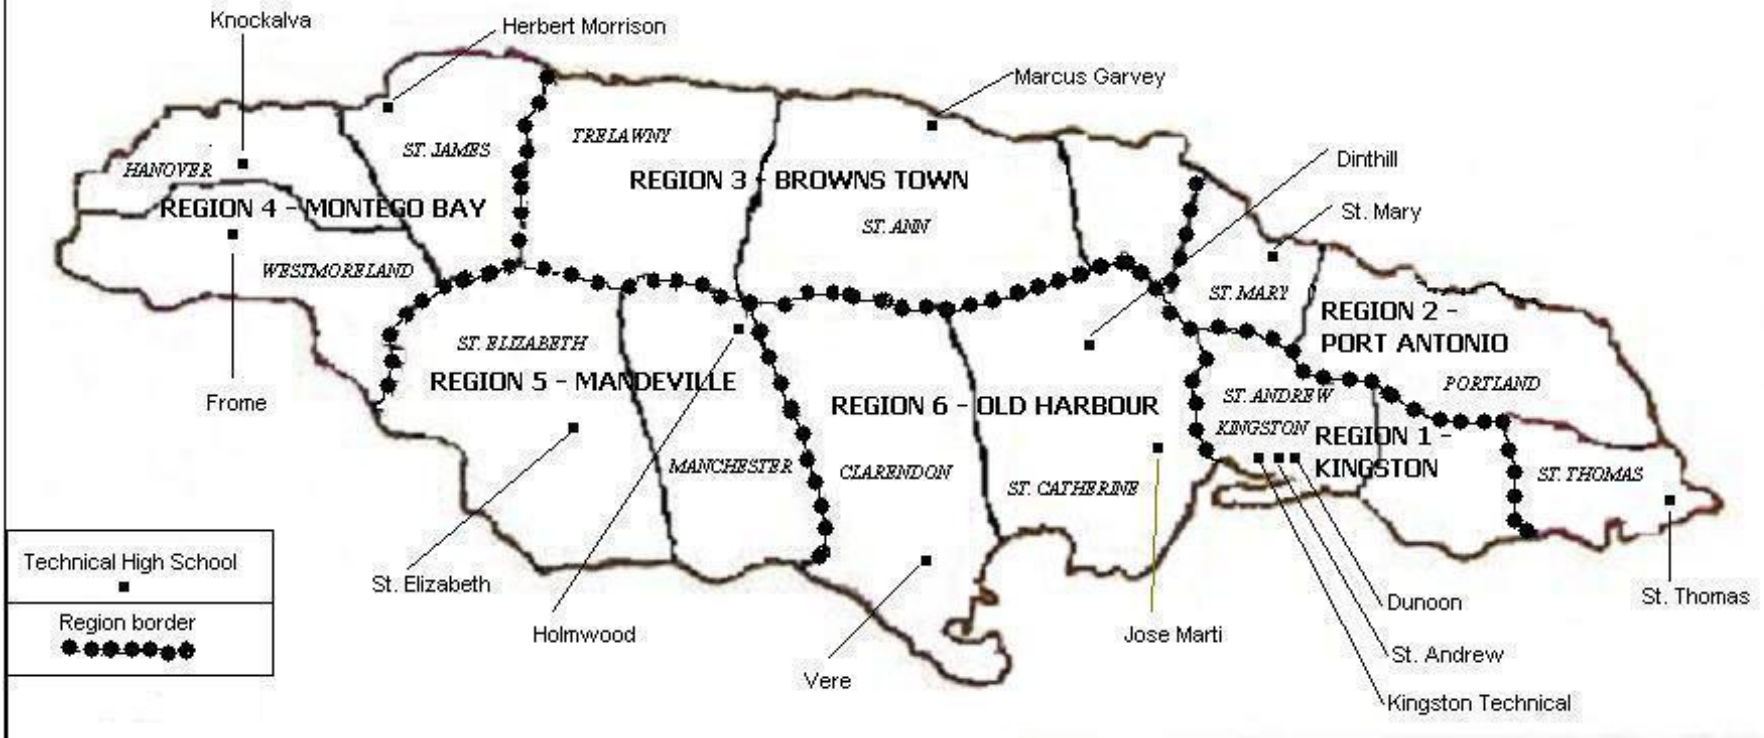 Knockalva
Herbert Morrison
Marcus Garvey
TRELAWNY
ST. JAMES
Dinthill
HANOVER
REGION 3 - BROWNS TOWN
REGION 4 - MONTEGO BAY
St. Mary
ST. ANN
WESTMORELAND
ST. MARY
REGION 2 -
PORT ANTONIO
ST. ELIZABETH
REGION 5 - MANDEVILLE
PORTLAND
ST. ANDREW
Frome
REGION 6 - OLD HARBOUR
KINGSTON
REGION 1 -
KINGSTON
MANCHESTER
CLARENDON
ST. CATHERINE
ST. THOMAS
Technical High School
St. Elizabeth
St. Thomas
Dunoon
Region border
Holmwood
Jose Marti
St. Andrew
Vere
Kingston Technical